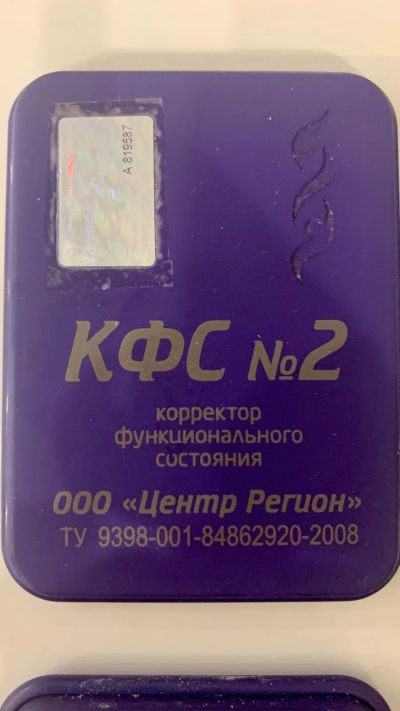 A 819587
КФС №2
корректор
функционального
состояния
ООО «Центр Регион»
ТУ 9398-001-84862920-2008